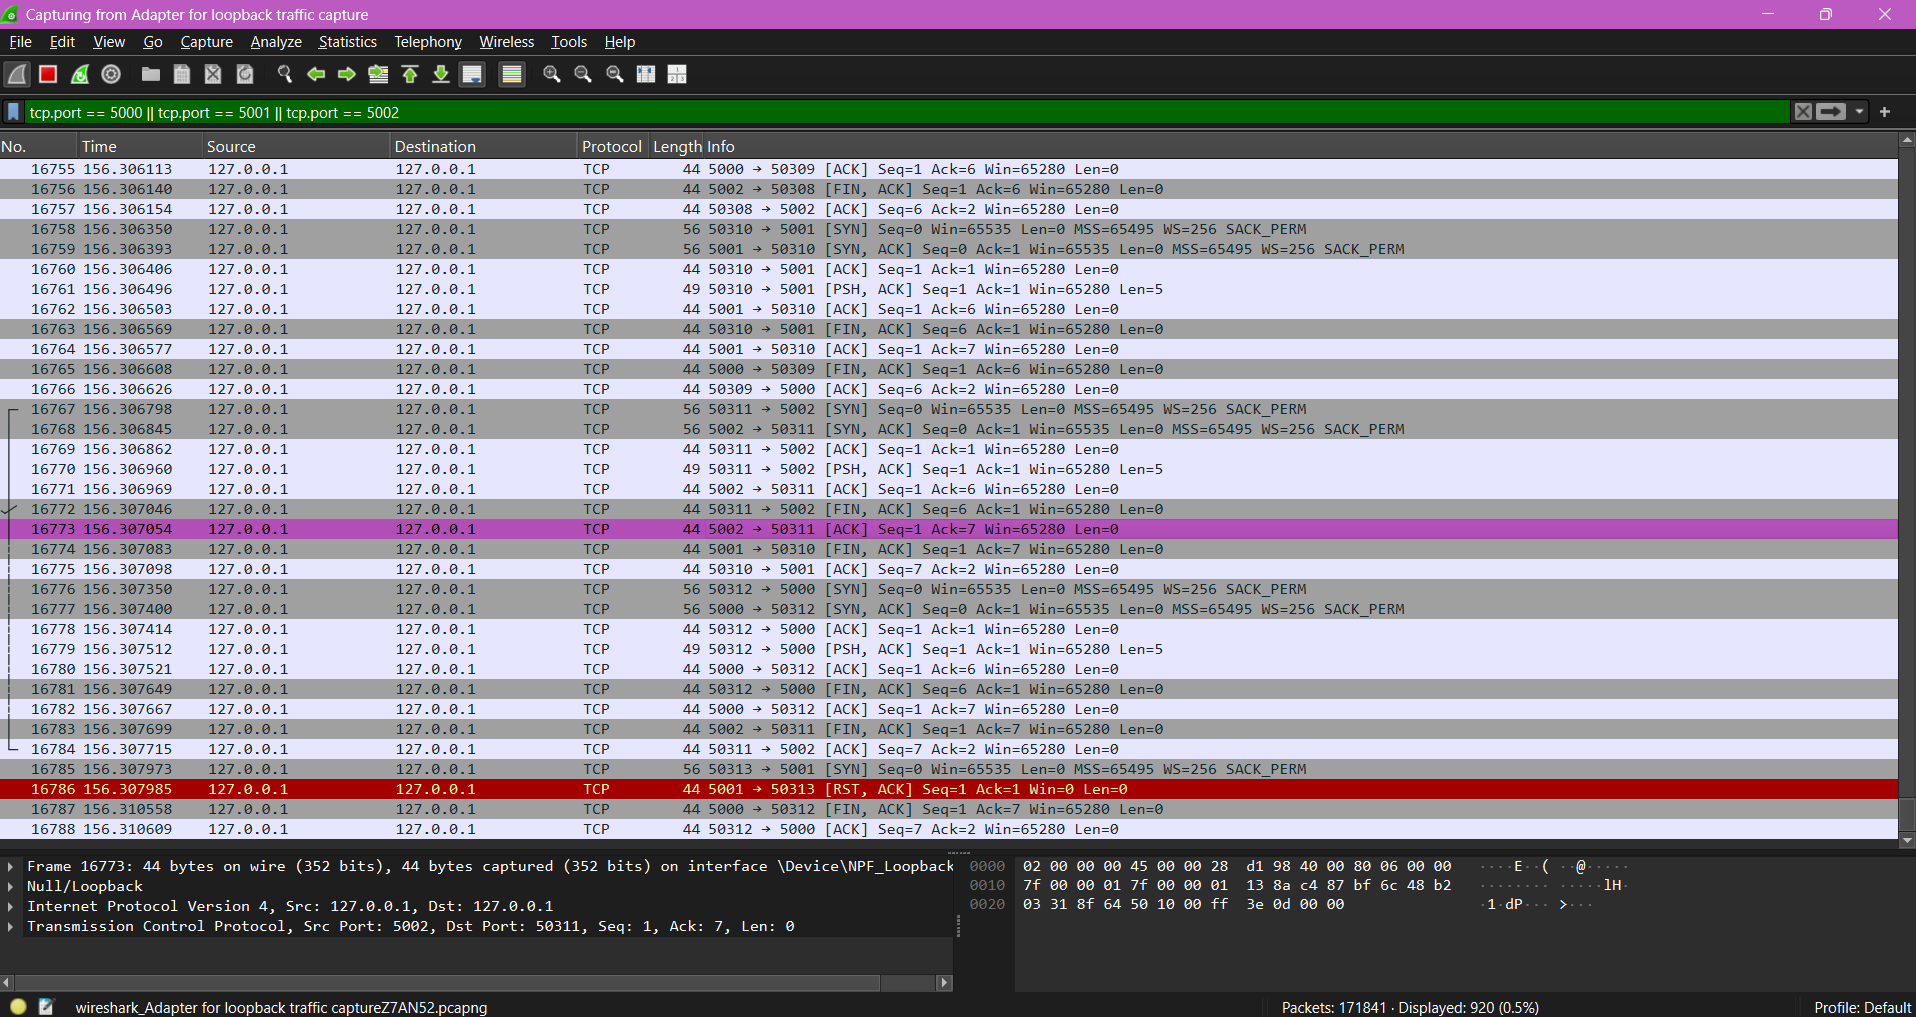 Capturing from Adapter for loopback traffic capture
File Edit View Go Capture Analyze Statistics Telephony Wireless Tools Help
tcp.port == 5000 || tcp.port == 5001 || tcp.port == 5002
No. Time Source Destination Protocol Length Info
16755 156.306113 127.0.0.1 127.0.0.1 TCP 44 5000 → 50309 [ACK] Seq=1 Ack=6 Win=65280 Len=0
16756 156.306140 127.0.0.1 127.0.0.1 TCP 44 5002 → 50308 [FIN, ACK] Seq=1 Ack=6 Win=65280 Len=0
16757 156.306154 127.0.0.1 127.0.0.1 TCP 44 50308 → 5002 [ACK] Seq=6 Ack=2 Win=65280 Len=0
16758 156.306350 127.0.0.1 127.0.0.1 TCP 56 50310 → 5001 [SYN] Seq=0 Win=65535 Len=0 MSS=65495 WS=256 SACK_PERM
16759 156.306393 127.0.0.1 127.0.0.1 TCP 56 5001 → 50310 [SYN, ACK] Seq=0 Ack=1 Win=65535 Len=0 MSS=65495 WS=256 SACK_PERM
16760 156.306406 127.0.0.1 127.0.0.1 TCP 44 50310 → 5001 [ACK] Seq=1 Ack=1 Win=65280 Len=0
16761 156.306496 127.0.0.1 127.0.0.1 TCP 49 50310 → 5001 [PSH, ACK] Seq=1 Ack=1 Win=65280 Len=5
16762 156.306503 127.0.0.1 127.0.0.1 TCP 44 5001 → 50310 [ACK] Seq=1 Ack=6 Win=65280 Len=0
16763 156.306569 127.0.0.1 127.0.0.1 TCP 44 50310 → 5001 [FIN, ACK] Seq=6 Ack=1 Win=65280 Len=0
16764 156.306577 127.0.0.1 127.0.0.1 TCP 44 5001 → 50310 [ACK] Seq=1 Ack=7 Win=65280 Len=0
16765 156.306608 127.0.0.1 127.0.0.1 TCP 44 5000 → 50309 [FIN, ACK] Seq=1 Ack=6 Win=65280 Len=0
16766 156.306626 127.0.0.1 127.0.0.1 TCP 44 50309 → 5000 [ACK] Seq=6 Ack=2 Win=65280 Len=0
16767 156.306798 127.0.0.1 127.0.0.1 TCP 56 50311 → 5002 [SYN] Seq=0 Win=65535 Len=0 MSS=65495 WS=256 SACK_PERM
16768 156.306845 127.0.0.1 127.0.0.1 TCP 56 5002 → 50311 [SYN, ACK] Seq=0 Ack=1 Win=65535 Len=0 MSS=65495 WS=256 SACK_PERM
16769 156.306862 127.0.0.1 127.0.0.1 TCP 44 50311 → 5002 [ACK] Seq=1 Ack=1 Win=65280 Len=0
16770 156.306960 127.0.0.1 127.0.0.1 TCP 49 50311 → 5002 [PSH, ACK] Seq=1 Ack=1 Win=65280 Len=5
16771 156.306969 127.0.0.1 127.0.0.1 TCP 44 5002 → 50311 [ACK] Seq=1 Ack=6 Win=65280 Len=0
16772 156.307046 127.0.0.1 127.0.0.1 TCP 44 50311 → 5002 [FIN, ACK] Seq=6 Ack=1 Win=65280 Len=0
16773 156.307054 127.0.0.1 127.0.0.1 TCP 44 5002 → 50311 [ACK] Seq=1 Ack=7 Win=65280 Len=0
16774 156.307083 127.0.0.1 127.0.0.1 TCP 44 5001 → 50310 [FIN, ACK] Seq=1 Ack=7 Win=65280 Len=0
16775 156.307098 127.0.0.1 127.0.0.1 TCP 44 50310 → 5001 [ACK] Seq=7 Ack=2 Win=65280 Len=0
16776 156.307350 127.0.0.1 127.0.0.1 TCP 56 50312 → 5000 [SYN] Seq=0 Win=65535 Len=0 MSS=65495 WS=256 SACK_PERM
16777 156.307400 127.0.0.1 127.0.0.1 TCP 56 5000 → 50312 [SYN, ACK] Seq=0 Ack=1 Win=65535 Len=0 MSS=65495 WS=256 SACK_PERM
16778 156.307414 127.0.0.1 127.0.0.1 TCP 44 50312 → 5000 [ACK] Seq=1 Ack=1 Win=65280 Len=0
16779 156.307512 127.0.0.1 127.0.0.1 TCP 49 50312 → 5000 [PSH, ACK] Seq=1 Ack=1 Win=65280 Len=5
16780 156.307521 127.0.0.1 127.0.0.1 TCP 44 5000 → 50312 [ACK] Seq=1 Ack=6 Win=65280 Len=0
16781 156.307649 127.0.0.1 127.0.0.1 TCP 44 50312 → 5000 [FIN, ACK] Seq=6 Ack=1 Win=65280 Len=0
16782 156.307667 127.0.0.1 127.0.0.1 TCP 44 5000 → 50312 [ACK] Seq=1 Ack=7 Win=65280 Len=0
16783 156.307699 127.0.0.1 127.0.0.1 TCP 44 5002 → 50311 [FIN, ACK] Seq=1 Ack=7 Win=65280 Len=0
16784 156.307715 127.0.0.1 127.0.0.1 TCP 44 50311 → 5002 [ACK] Seq=7 Ack=2 Win=65280 Len=0
16785 156.307973 127.0.0.1 127.0.0.1 TCP 56 50313 → 5001 [SYN] Seq=0 Win=65535 Len=0 MSS=65495 WS=256 SACK_PERM
16786 156.307985 127.0.0.1 127.0.0.1 TCP 44 5001 → 50313 [RST, ACK] Seq=1 Ack=1 Win=0 Len=0
16787 156.310558 127.0.0.1 127.0.0.1 TCP 44 5000 → 50312 [FIN, ACK] Seq=1 Ack=7 Win=65280 Len=0
16788 156.310609 127.0.0.1 127.0.0.1 TCP 44 50312 → 5000 [ACK] Seq=7 Ack=2 Win=65280 Len=0
Frame 16773: 44 bytes on wire (352 bits), 44 bytes captured (352 bits) on interface \Device\NPF_Loopback
Null/Loopback
Internet Protocol Version 4, Src: 127.0.0.1, Dst: 127.0.0.1
Transmission Control Protocol, Src Port: 5002, Dst Port: 50311, Seq: 1, Ack: 7, Len: 0
0000 02 00 00 00 45 00 00 28 d1 98 40 00 80 06 00 00 ····E··( ··@·····
0010 7f 00 00 01 7f 00 00 01 13 8a c4 87 bf 6c 48 b2 ········ ·····lH·
0020 03 31 8f 64 50 10 00 ff 3e 0d 00 00 ·1·dP··· >···
wireshark_Adapter for loopback traffic captureZ7AN52.pcapng
Packets: 171841 · Displayed: 920 (0.5%)
Profile: Default